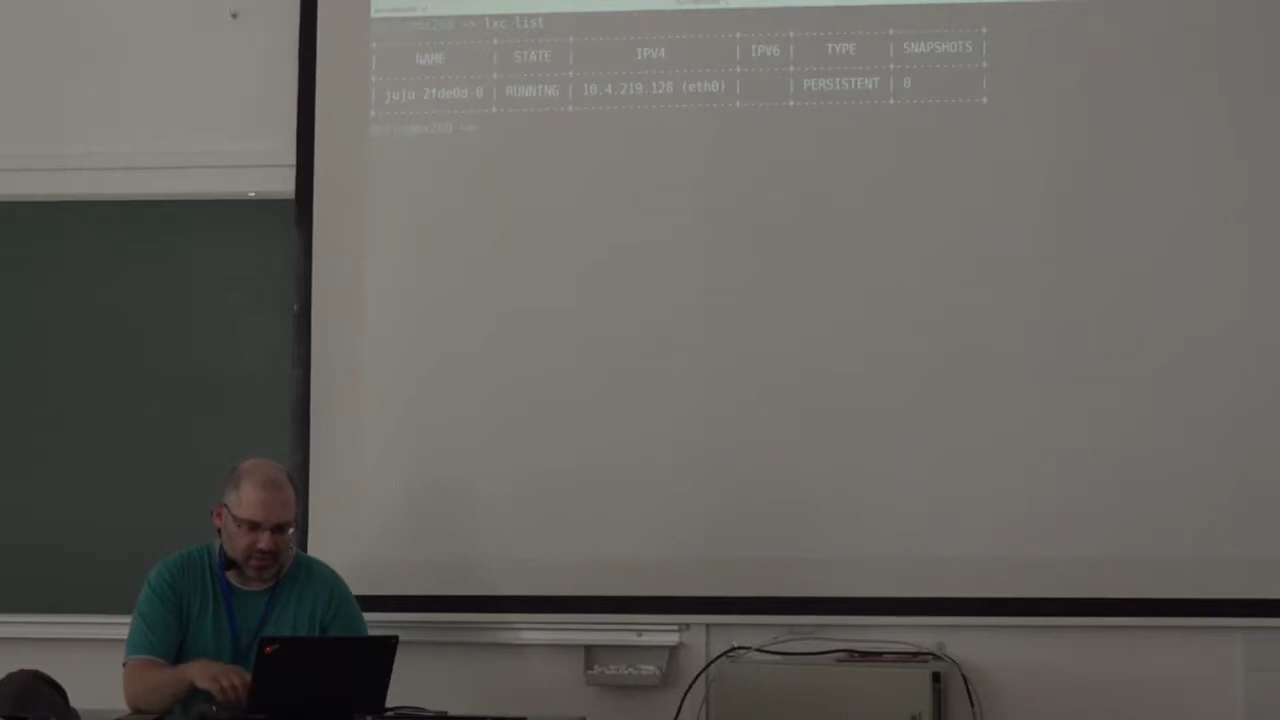 lxc list
| NAME | STATE | IPV4 | IPV6 | TYPE | SNAPSHOTS |
| juju-2fde0d-0 | RUNNING | 10.4.219.128 (eth0) | | PERSISTENT | 0 |